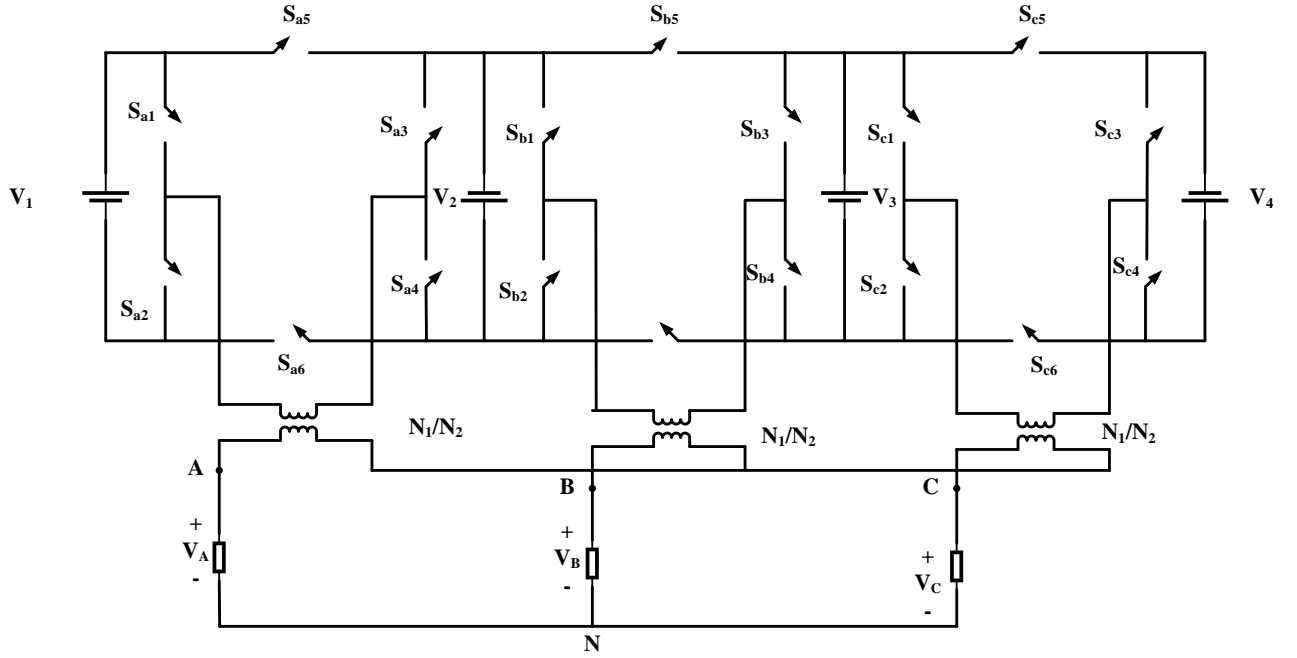 Sa5
Sb5
Sc5
Sa1
Sa3
Sb1
Sb3
Sc1
Sc3
V1
V2
V3
V4
Sa2
Sa4
Sb2
Sb4
Sc2
Sc4
Sa6
Sc6
N1/N2
N1/N2
N1/N2
A
B
C
+
VA
-
+
VB
-
+
VC
-
N